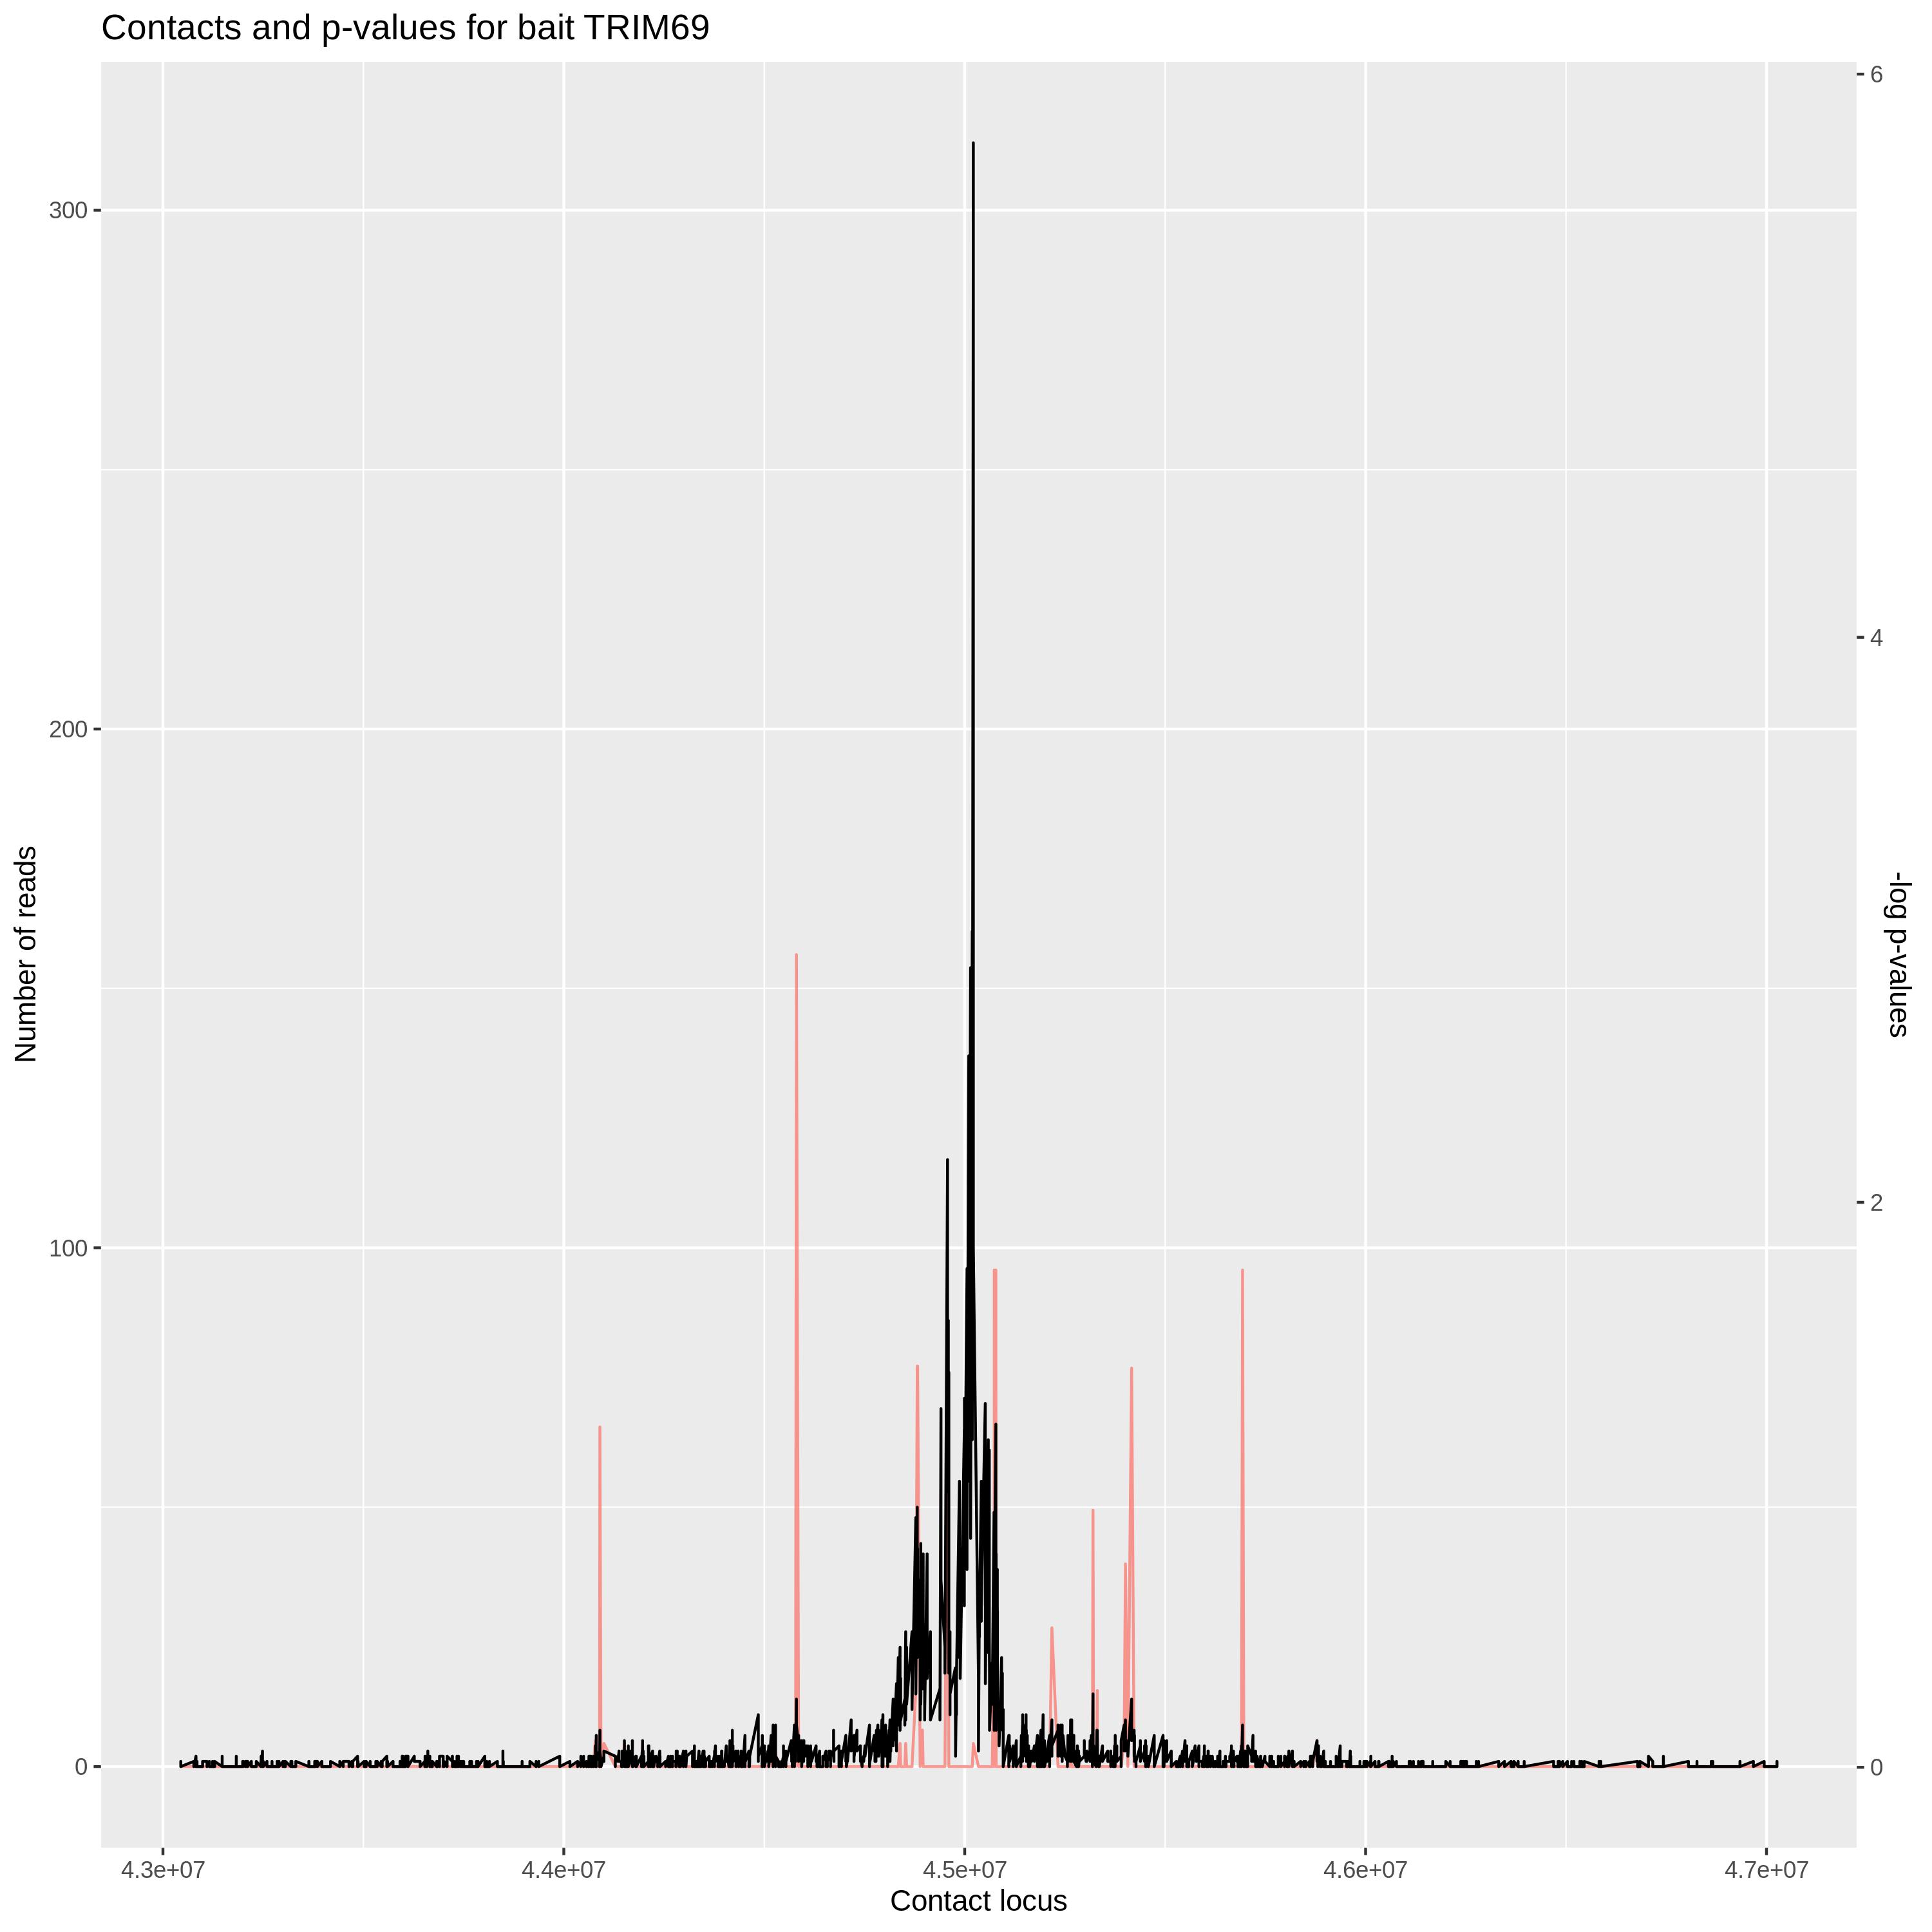 Contacts and p-values for bait TRIM69
6
300
4
200
Number of reads
-log p-values
2
100
0
0
4.3e+07
4.4e+07
4.5e+07
4.6e+07
4.7e+07
Contact locus